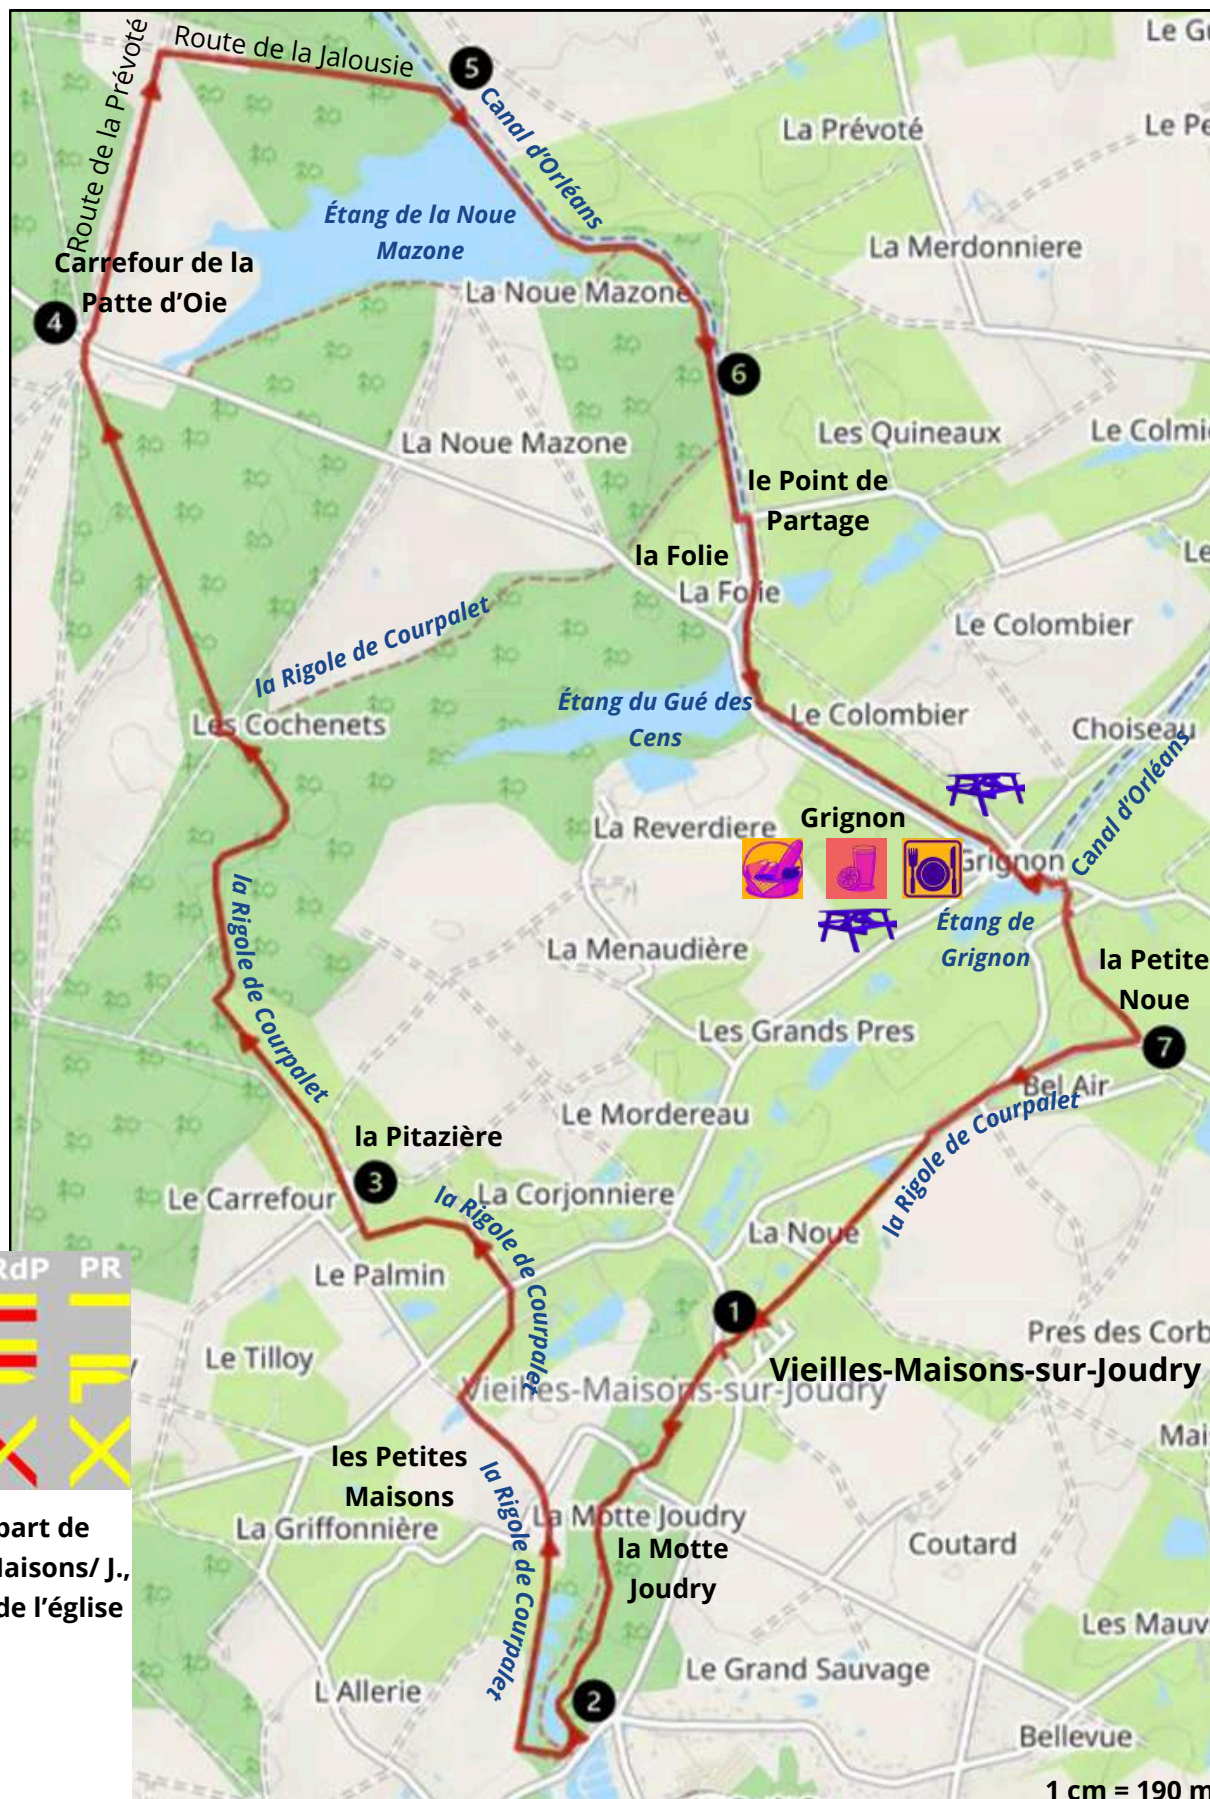 Route de la Prévoté
Route de la Jalousie
5
Canal d'Orléans
La Prévoté
Étang de la Noue
Mazone
La Merdonniere
Carrefour de la
Patte d'Oie
4
La Noue Mazone
6
La Noue Mazone
Les Quineaux
le Point de
Partage
la Folie
La Folie
Le Colombier
la Rigole de Courpalet
Les Cochenets
Étang du Gué des
Cens
Le Colombier
Choiseau
Canal d'Orléans
La Reverdiere
Grignon
Grignon
Étang de
Grignon
la Rigole de Courpalet
La Menaudière
la Petite
Noue
7
Les Grands Pres
Bel Air
la Rigole de Courpalet
Le Mordereau
la Pitazière
3
Le Carrefour
la Rigole de Courpalet
La Corjonniere
La Noue
Le Palmin
RdP PR
1
Pres des Corb
Le Tilloy
Vieilles-Maisons-sur-Joudry
Vieilles-Maisons-sur-Joudry
les Petites
Maisons
la Rigole de Courpalet
La Griffonnière
La Motte Joudry
la Motte
Joudry
Coutard
part de
Maisons/ J.,
de l'église
Les Mauv
L Allerie
Le Grand Sauvage
2
Bellevue
1 cm = 190 m